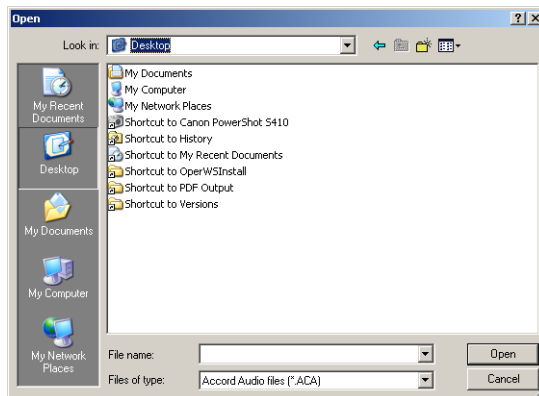 Open
Look in:
Desktop
My Recent
Documents
Desktop
My Documents
My Computer
My Network
Places
My Documents
My Computer
My Network Places
Shortcut to Canon PowerShot S410
Shortcut to History
Shortcut to My Recent Documents
Shortcut to OperWSInstall
Shortcut to PDF Output
Shortcut to Versions
File name:
Open
Files of type:
Accord Audio files (*.ACA)
Cancel